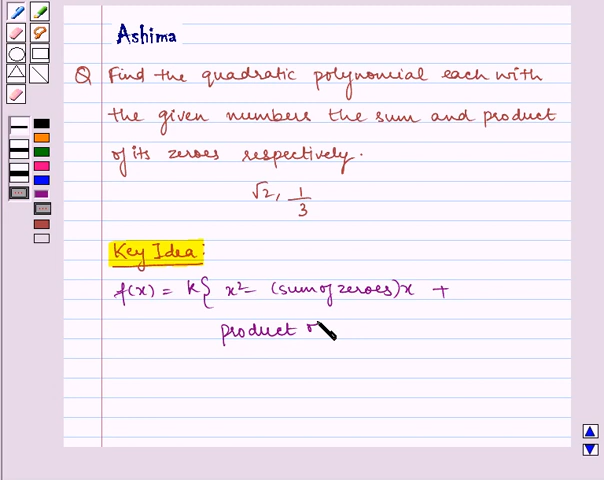 Ashima
Q Find the quadratic polynomial each with
the given numbers the sum and product
of its zeroes respectively.
√2, 1/3
Key Idea:
f(x) = k{ x²- (sum of zeroes)x +
product o